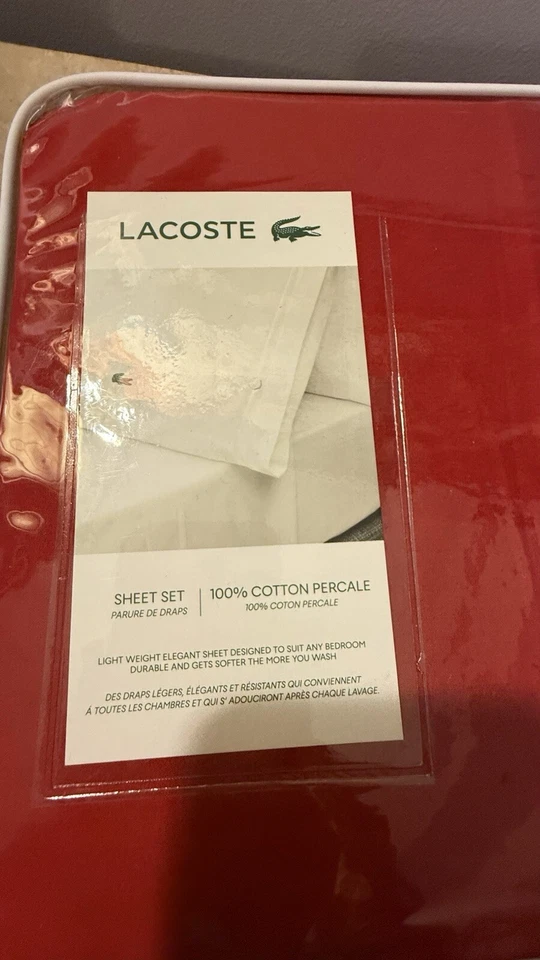 LACOSTE
SHEET SET | 100% COTTON PERCALE
PARURE DE DRAPS 100% COTON PERCALE
LIGHT WEIGHT ELEGANT SHEET DESIGNED TO SUIT ANY BEDROOM
DURABLE AND GETS SOFTER THE MORE YOU WASH
DES DRAPS LÉGERS, ÉLÉGANTS ET RÉSISTANTS QUI CONVIENNENT
À TOUTES LES CHAMBRES ET QUI S' ADOUCIRONT APRÈS CHAQUE LAVAGE.